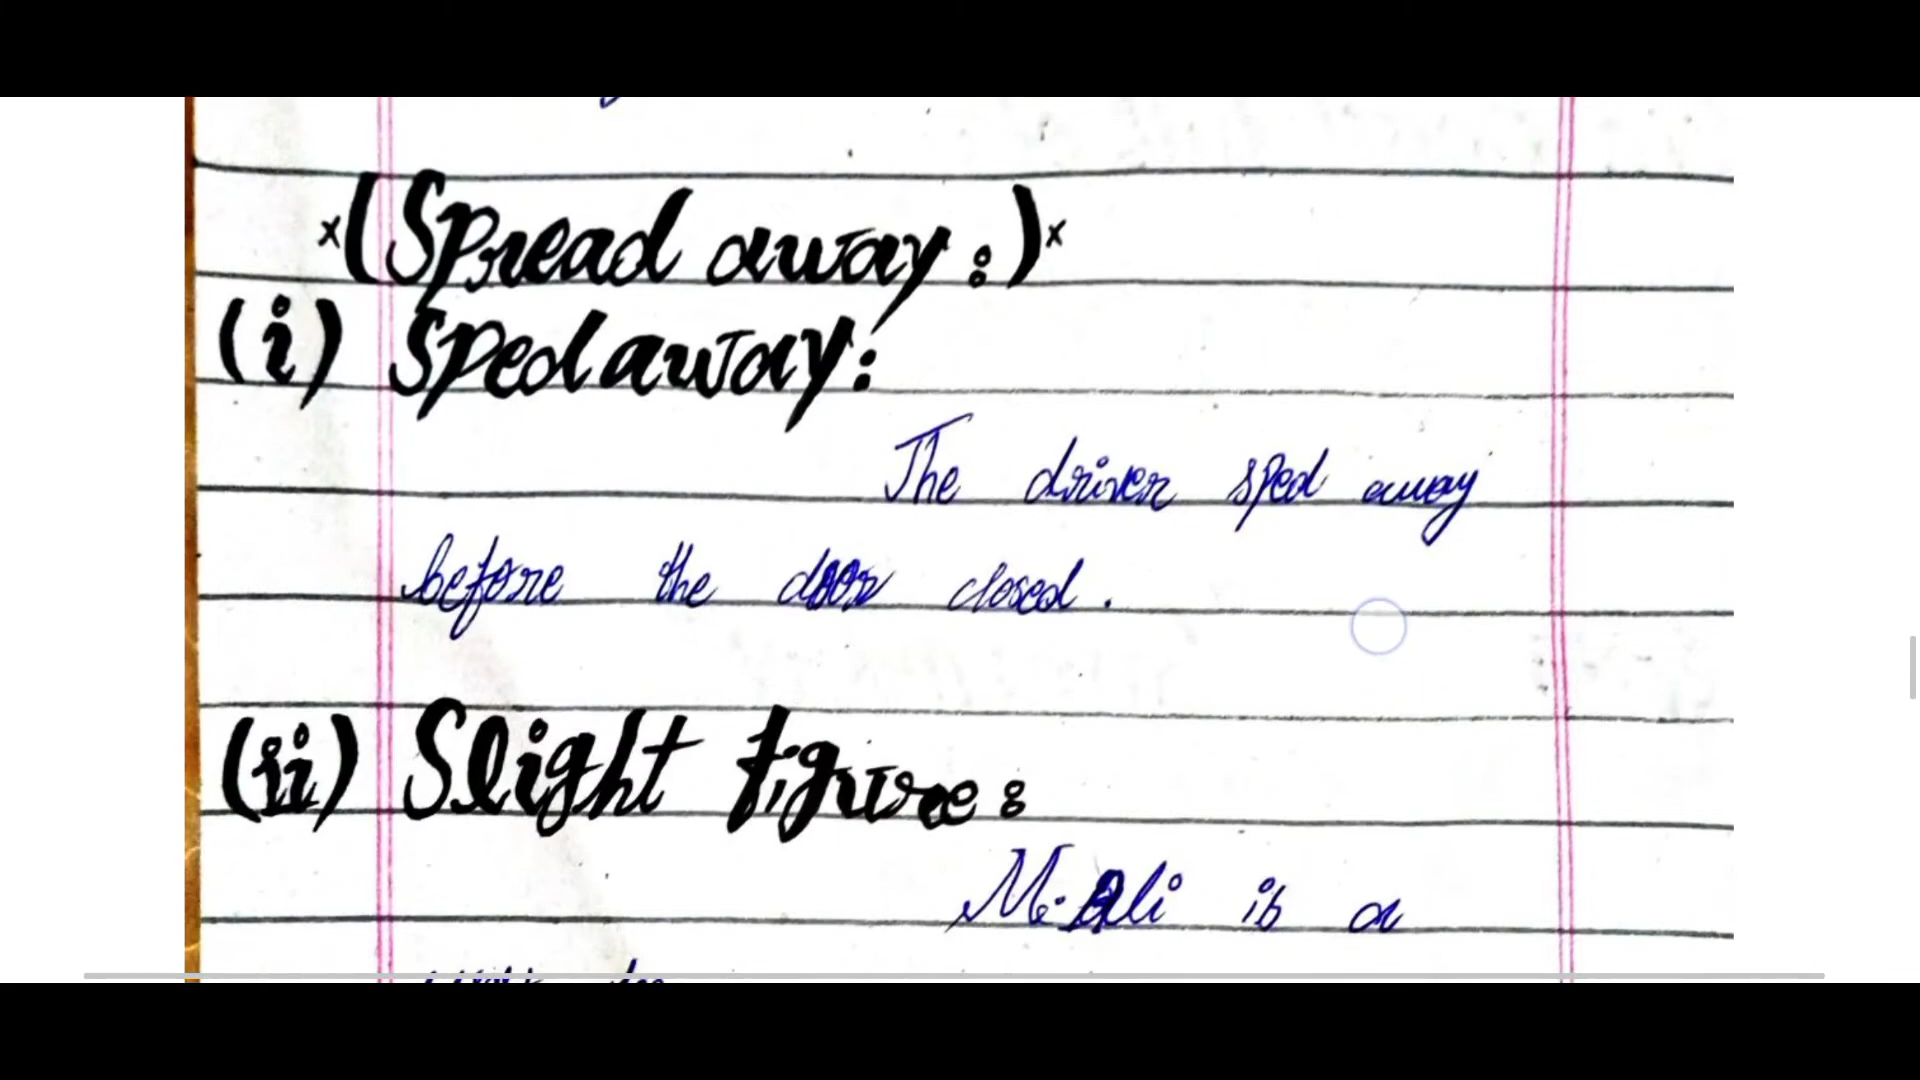 ×(Spread away:)×
(i) Sped away:
The driver sped away
before the door closed.
(ii) Slight figure:
M. Ali is a